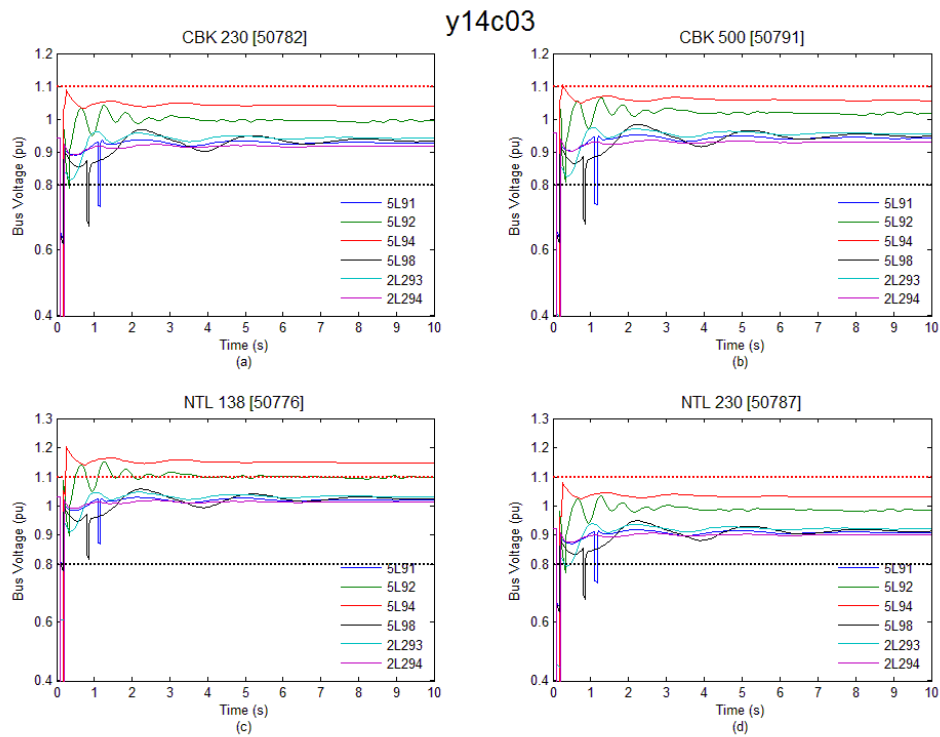 y14c03
CBK 230 [50782]
1.2
1.1
1
0.9
0.8
0.6
0.4
Bus Voltage (pu)
5L91
5L92
5L94
5L98
2L293
2L294
0 1 2 3 4 5 6 7 8 9 10
Time (s)
(a)
CBK 500 [50791]
1.2
1.1
1
0.9
0.8
0.6
0.4
Bus Voltage (pu)
5L91
5L92
5L94
5L98
2L293
2L294
0 1 2 3 4 5 6 7 8 9 10
Time (s)
(b)
NTL 138 [50776]
1.3
1.2
1.1
1
0.9
0.8
0.6
0.4
Bus Voltage (pu)
5L91
5L92
5L94
5L98
2L293
2L294
0 1 2 3 4 5 6 7 8 9 10
Time (s)
(c)
NTL 230 [50787]
1.3
1.2
1.1
1
0.9
0.8
0.6
0.4
Bus Voltage (pu)
5L91
5L92
5L94
5L98
2L293
2L294
0 1 2 3 4 5 6 7 8 9 10
Time (s)
(d)